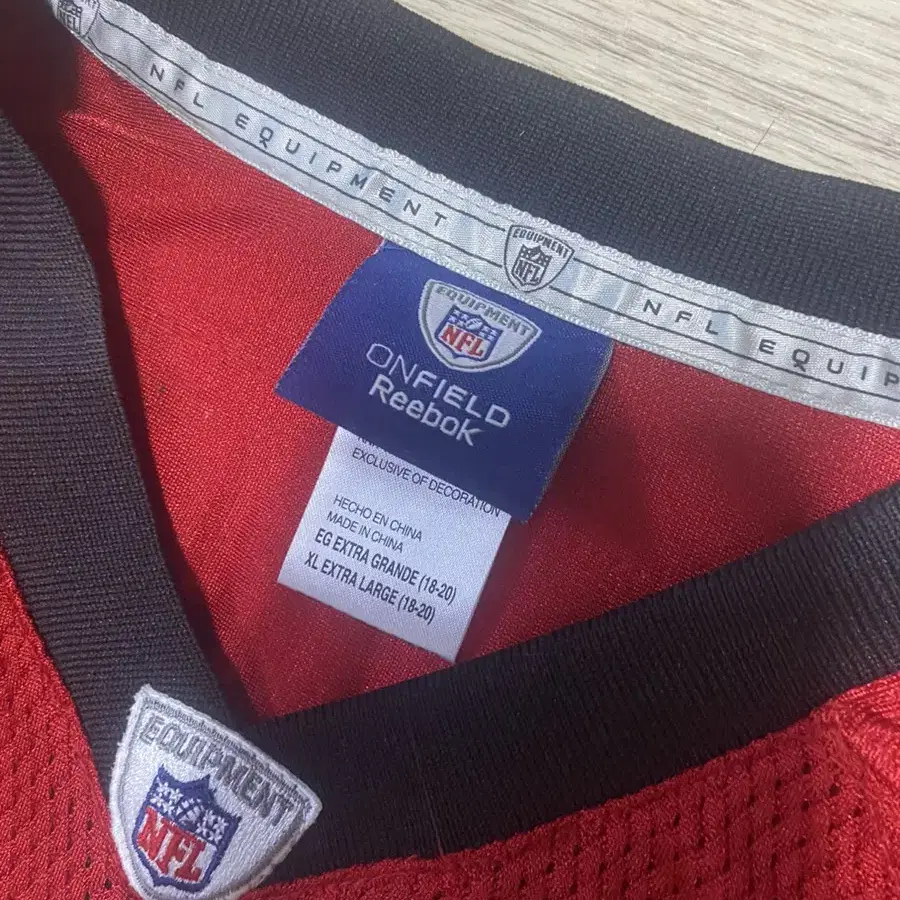 NFL
NFL EQUIPMENT
EQUIPMENT
NFL
NFL EQUIP
EQUIPMENT
NFL
ONFIELD
Reebok
EXCLUSIVE OF DECORATION
HECHO EN CHINA
MADE IN CHINA
EG EXTRA GRANDE (18-20)
XL EXTRA LARGE (18-20)
EQUIPMENT
NFL